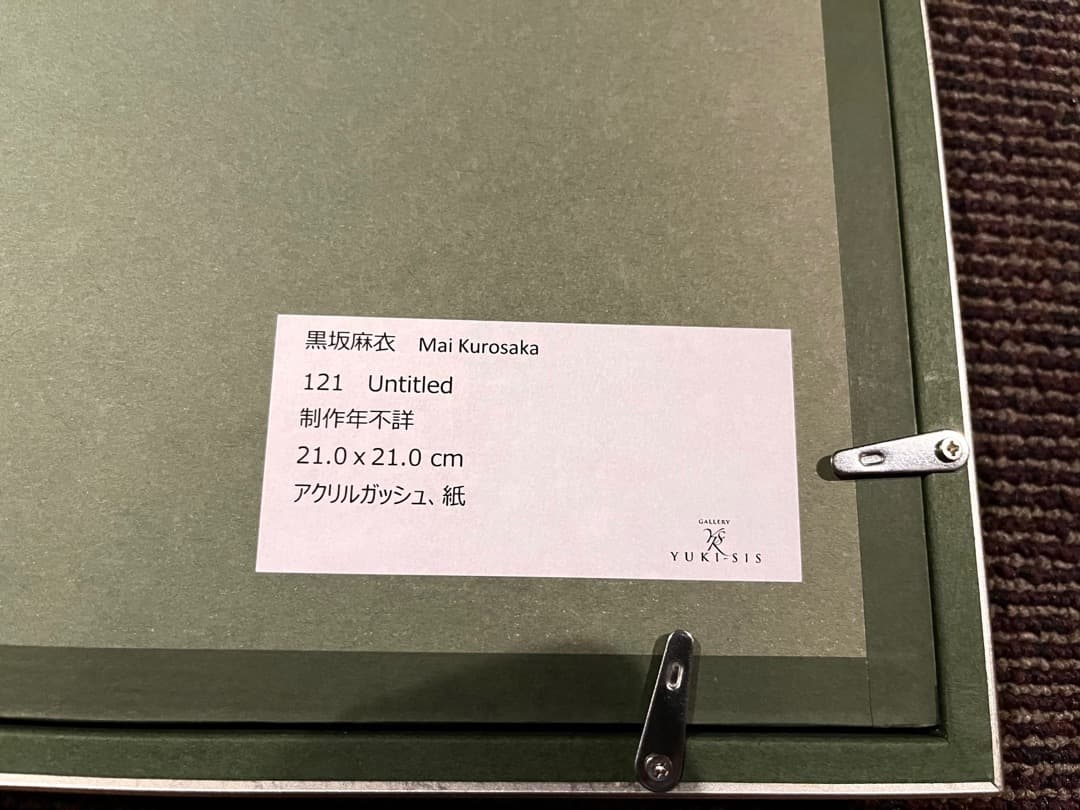 黒坂麻衣 Mai Kurosaka
121 Untitled
制作年不詳
21.0 x 21.0 cm
アクリルガッシュ、紙
GALLERY
YS
YUKI-SIS